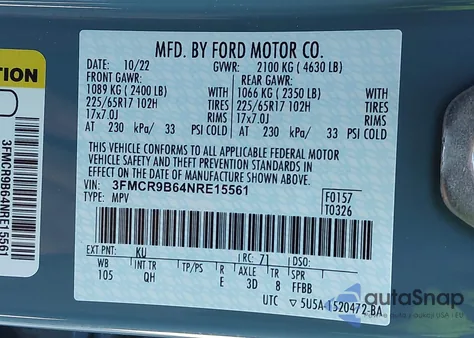 MFD. BY FORD MOTOR CO.
DATE: 10/22 GVWR: 2100 KG ( 4630 LB)
FRONT GAWR: REAR GAWR:
1089 KG ( 2400 LB) WITH 1066 KG ( 2350 LB) WITH
225/65R17 102H TIRES 225/65R17 102H TIRES
17x7.0J RIMS 17x7.0J RIMS
AT 230 kPa/ 33 PSI COLD AT 230 kPa/ 33 PSI COLD
THIS VEHICLE CONFORMS TO ALL APPLICABLE FEDERAL MOTOR
VEHICLE SAFETY, BUMPER, AND THEFT PREVENTION STANDARDS IN
EFFECT ON THE DATE OF MANUFACTURE SHOWN ABOVE.
VIN: 3FMCR9B64NRE15561
TYPE: MPV
F0157
T0326
EXT PNT: KU RC: 71 DSO:
WB INT TR TP/PS R AXLE TR SPR
105 QH E 3D 8 FFBB
UTC 5U5A-1520472-BA
TION
3FMCR9B64NRE15561
autoSnap